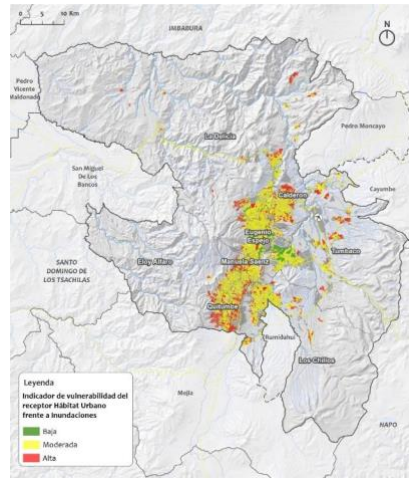 0 5 10 Km
N
IMBABURA
Pedro
Vicente
Maldonado
La Delicia
Pedro Moncayo
San Miguel
De Los
Bancos
Calderón
Cayambe
Eugenio
Espejo
Tumbaco
SANTO
DOMINGO DE
LOS TSÁCHILAS
Eloy Alfaro
Manuela Sáenz
Quitumbe
Rumiñahui
Los Chillos
Mejía
NAPO
Leyenda
Indicador de vulnerabilidad del
receptor Hábitat Urbano
frente a Inundaciones
Baja
Moderada
Alta